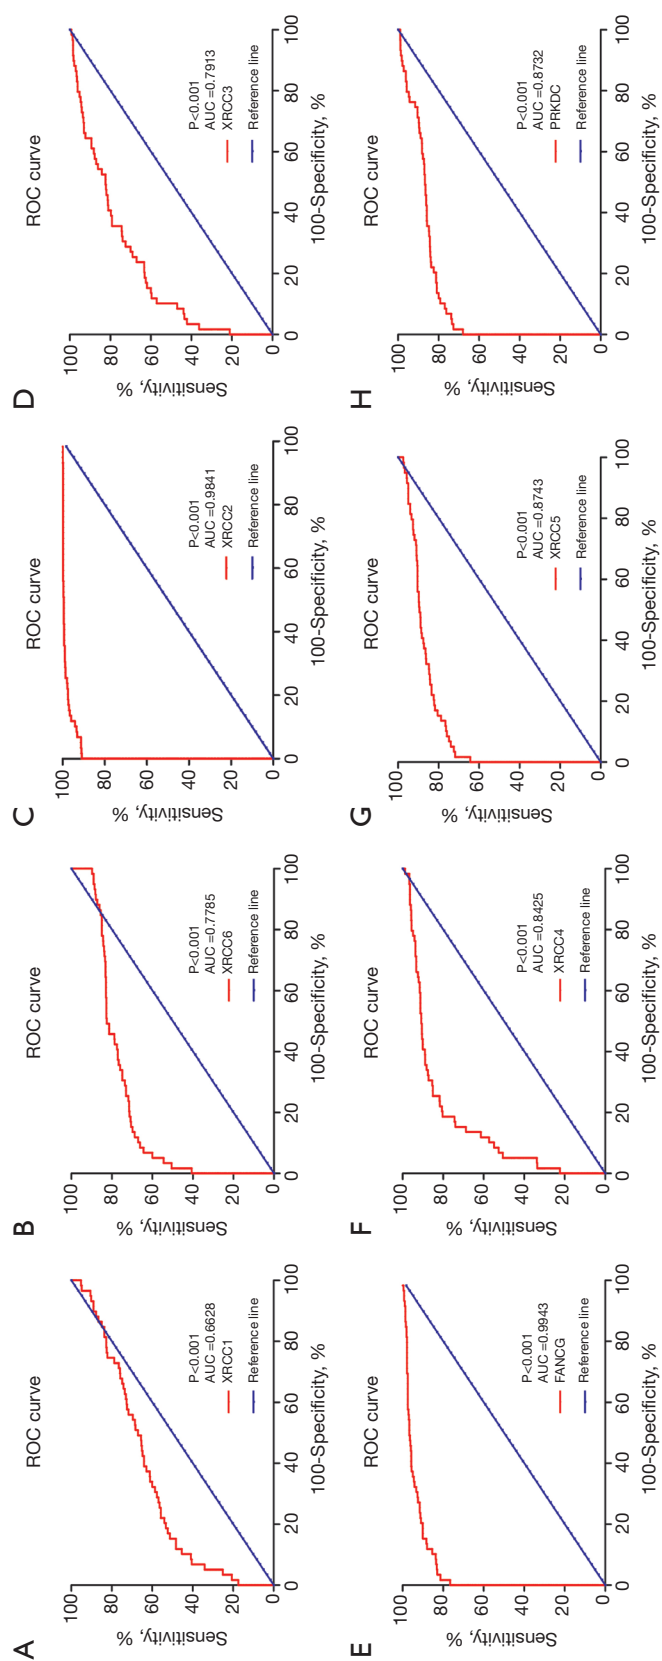 A
ROC curve
Sensitivity, %
100
80
60
40
20
0
P<0.001
AUC =0.6628
XRCC1
Reference line
0 20 40 60 80 100
100-Specificity, %
B
ROC curve
Sensitivity, %
100
80
60
40
20
0
P<0.001
AUC =0.7785
XRCC6
Reference line
0 20 40 60 80 100
100-Specificity, %
C
ROC curve
Sensitivity, %
100
80
60
40
20
0
P<0.001
AUC =0.9841
XRCC2
Reference line
0 20 40 60 80 100
100-Specificity, %
D
ROC curve
Sensitivity, %
100
80
60
40
20
0
P<0.001
AUC =0.7913
XRCC3
Reference line
0 20 40 60 80 100
100-Specificity, %
E
ROC curve
Sensitivity, %
100
80
60
40
20
0
P<0.001
AUC =0.9943
FANCG
Reference line
0 20 40 60 80 100
100-Specificity, %
F
ROC curve
Sensitivity, %
100
80
60
40
20
0
P<0.001
AUC =0.8425
XRCC4
Reference line
0 20 40 60 80 100
100-Specificity, %
G
ROC curve
Sensitivity, %
100
80
60
40
20
0
P<0.001
AUC =0.8743
XRCC5
Reference line
0 20 40 60 80 100
100-Specificity, %
H
ROC curve
Sensitivity, %
100
80
60
40
20
0
P<0.001
AUC =0.8732
PRKDC
Reference line
0 20 40 60 80 100
100-Specificity, %